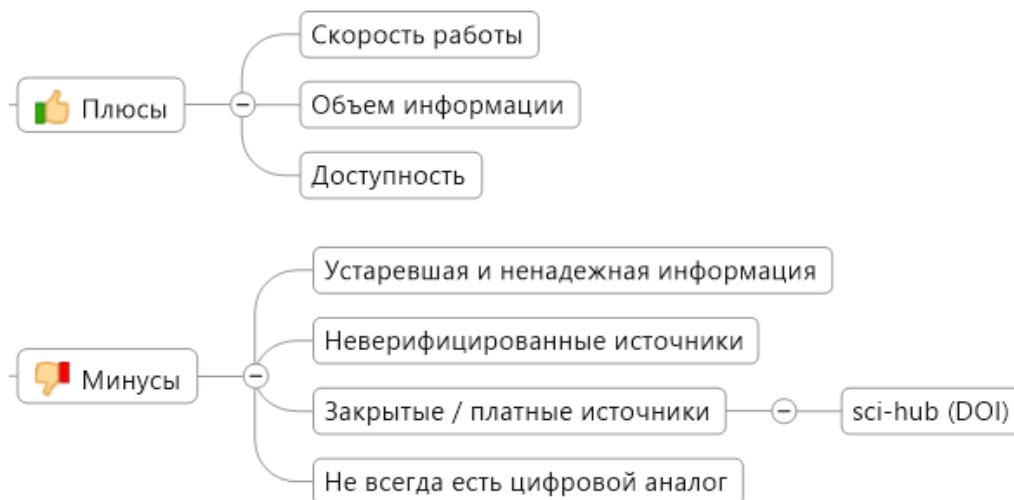 Плюсы
Скорость работы
Объем информации
Доступность
Минусы
Устаревшая и ненадежная информация
Неверифицированные источники
Закрытые / платные источники
sci-hub (DOI)
Не всегда есть цифровой аналог